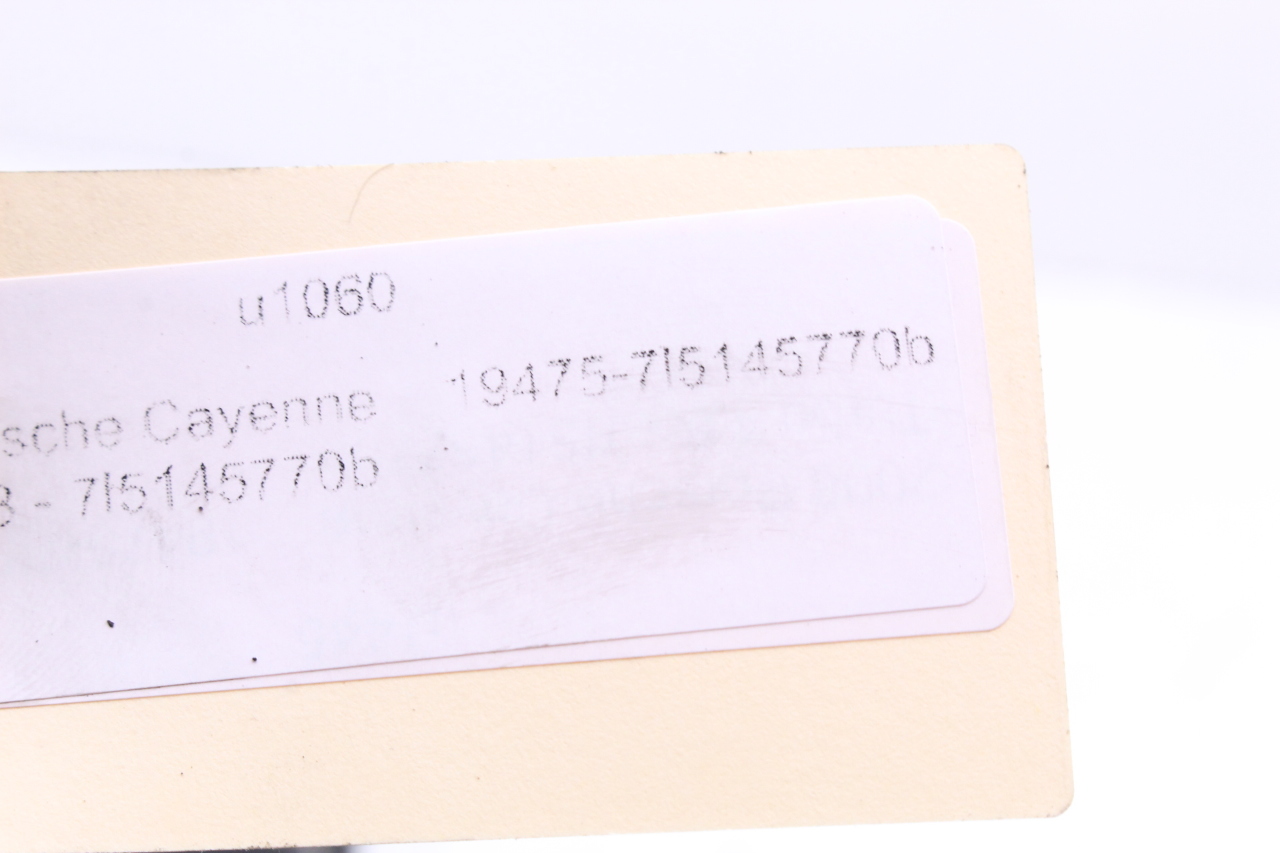 u1060
sche Cayenne
19475-7l5145770b
3 - 7l5145770b